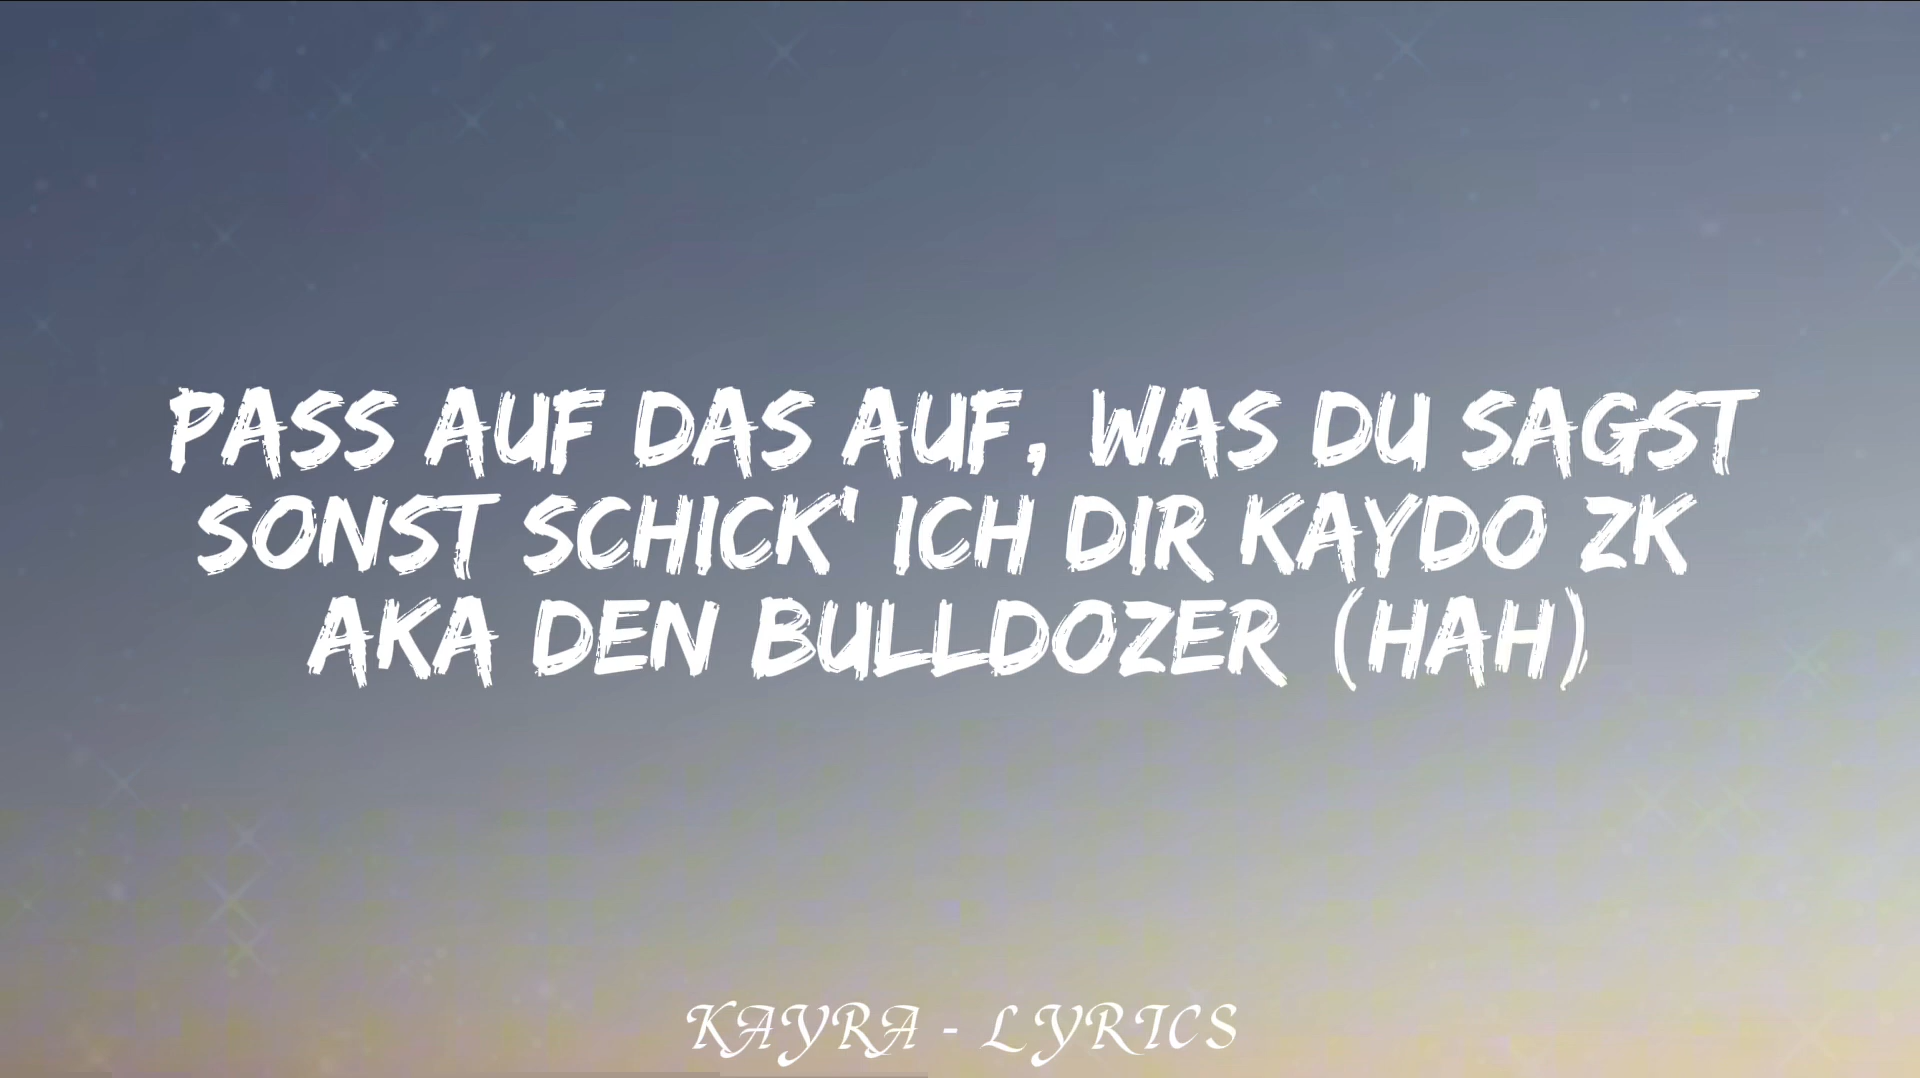 PASS AUF DAS AUF, WAS DU SAGST
SONST SCHICK' ICH DIR KAYDO ZK
AKA DEN BULLDOZER (HAH)
KAYRA - LYRICS